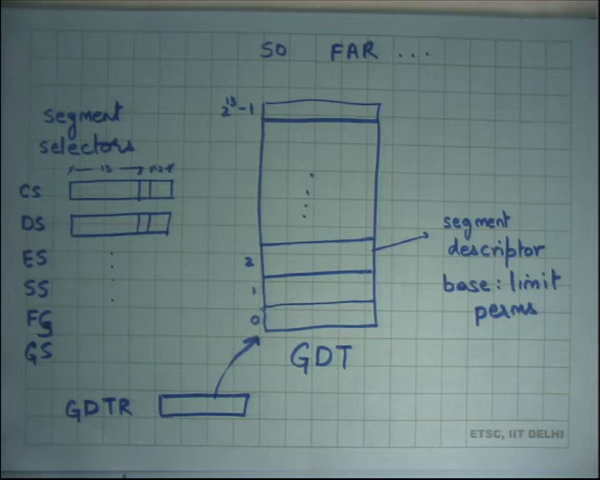 SO FAR ...
segment
selectors
13
CS
DS
ES
SS
FS
GS
2^13-1
2
1
0
GDT
segment
descriptor
base : limit
perms
GDTR
ETSC, IIT DELHI